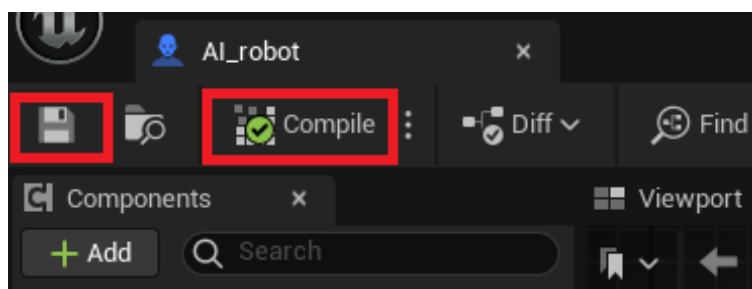 AI_robot
Compile Diff Find
Components Viewport
+ Add Search